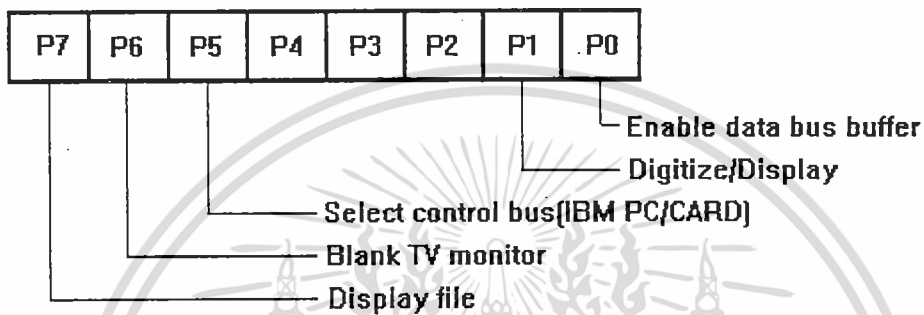 P7 P6 P5 P4 P3 P2 P1 P0
Enable data bus buffer
Digitize/Display
Select control bus(IBM PC/CARD)
Blank TV monitor
Display file